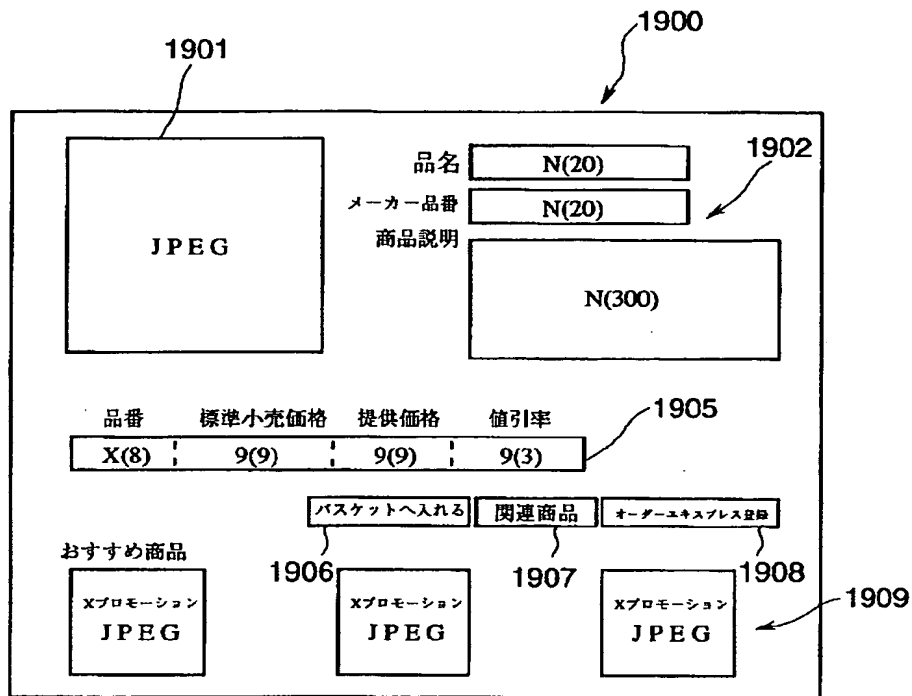 1900
1901
品名 N(20)
1902
メーカー品番 N(20)
商品説明
JPEG
N(300)
1905
品番 標準小売価格 提供価格 値引率
X(8) 9(9) 9(9) 9(3)
バスケットへ入れる 関連商品 オーダーエキスプレス登録
おすすめ商品
1906 1907 1908
Xプロモーション Xプロモーション Xプロモーション
JPEG JPEG JPEG
1909